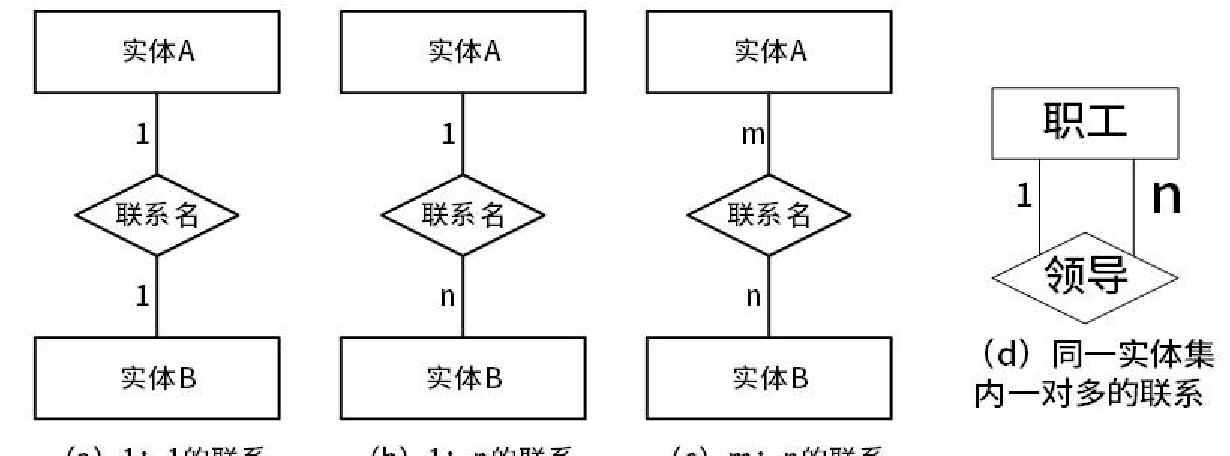 实体A
1
联系名
1
实体B
(a) 1：1的联系
实体A
1
联系名
n
实体B
(b) 1：n的联系
实体A
m
联系名
n
实体B
(c) m：n的联系
职工
1
n
领导
（d）同一实体集
内一对多的联系